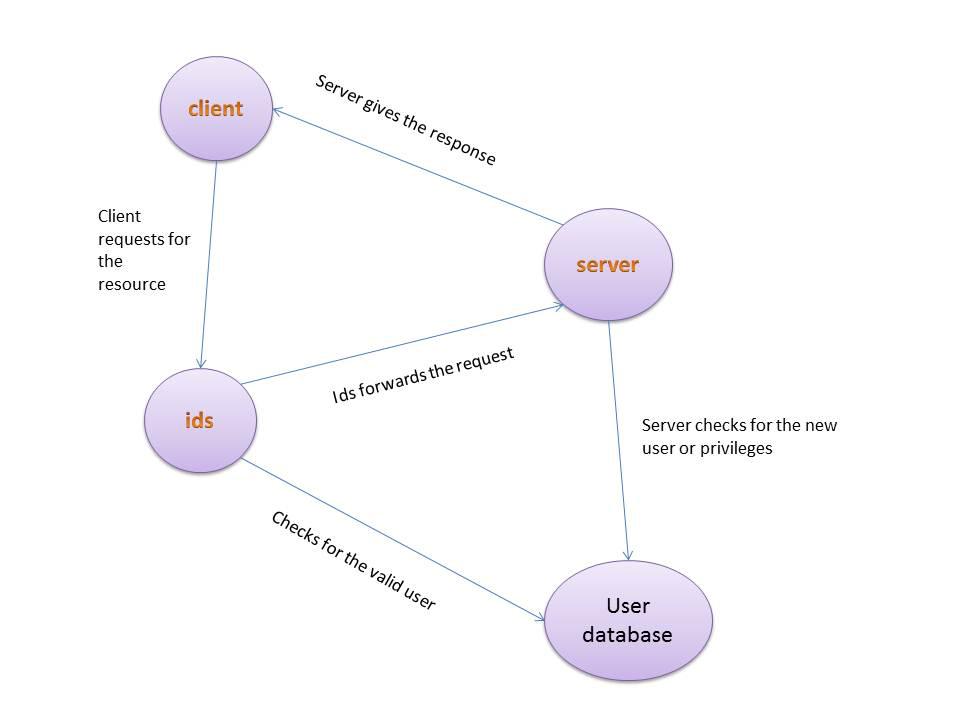 client
Server gives the response
Client
requests for
the
resource
server
Ids forwards the request
ids
Server checks for the new
user or privileges
Checks for the valid user
User
database